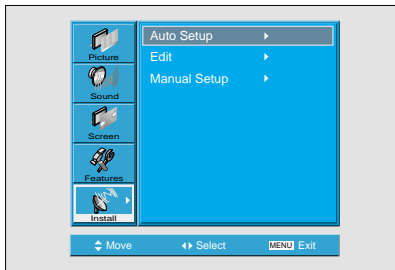 Picture
Sound
Screen
Features
Install
Auto Setup
Edit
Manual Setup
Move Select MENU Exit